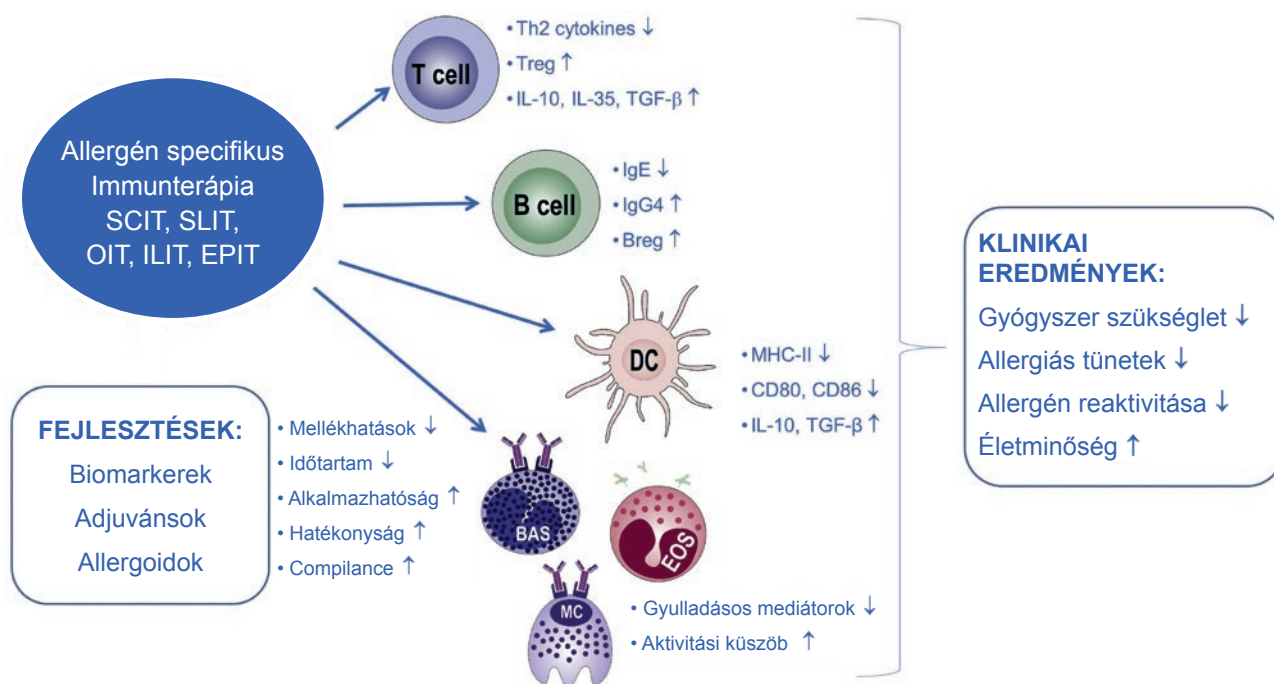 Allergén specifikus
Immunterápia
SCIT, SLIT,
OIT, ILIT, EPIT
T cell
• Th2 cytokines ↓
• Treg ↑
• IL-10, IL-35, TGF-β ↑
B cell
• IgE ↓
• IgG4 ↑
• Breg ↑
DC
• MHC-II ↓
• CD80, CD86 ↓
• IL-10, TGF-β ↑
BAS
EOS
MC
• Gyulladásos mediátorok ↓
• Aktivitási küszöb ↑
FEJLESZTÉSEK:
Biomarkerek
Adjuvánsok
Allergoidok
• Mellékhatások ↓
• Időtartam ↓
• Alkalmazhatóság ↑
• Hatékonyság ↑
• Compilance ↑
KLINIKAI
EREDMÉNYEK:
Gyógyszer szükséglet ↓
Allergiás tünetek ↓
Allergén reaktivitása ↓
Életminőség ↑